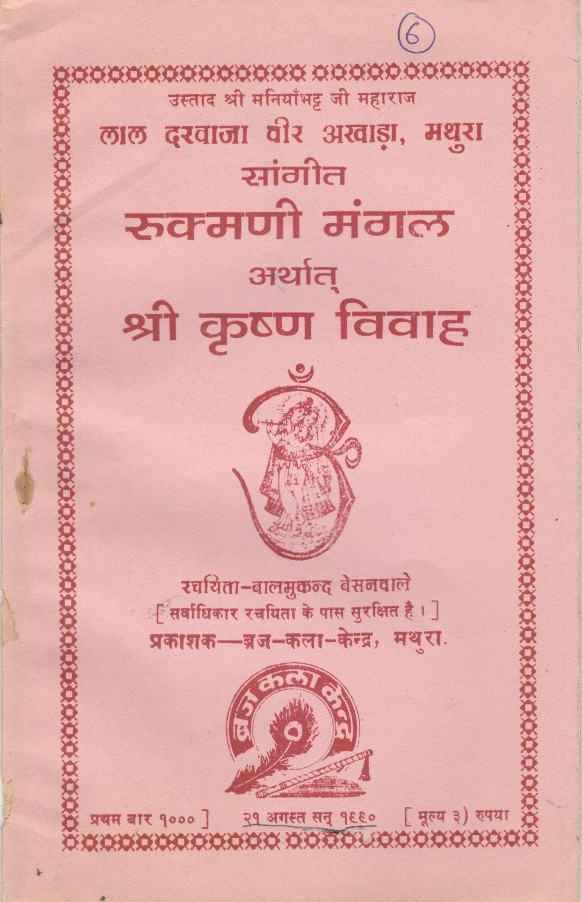 6
उस्ताद श्री मनियाँभट्ट जी महाराज
लाल दरवाजा वीर अखाड़ा, मथुरा
सांगीत
रुकमणी मंगल
अर्थात्
श्री कृष्ण विवाह
रचयिता-बालमुकन्द बेसनवाले
[ सर्वाधिकार रचयिता के पास सुरक्षित है । ]
प्रकाशक—ब्रज-कला-केन्द्र, मथुरा.
ब्रज कला केन्द्र
प्रथम बार १००० ] २१ अगस्त सन् १९९० [ मूल्य ३) रुपया